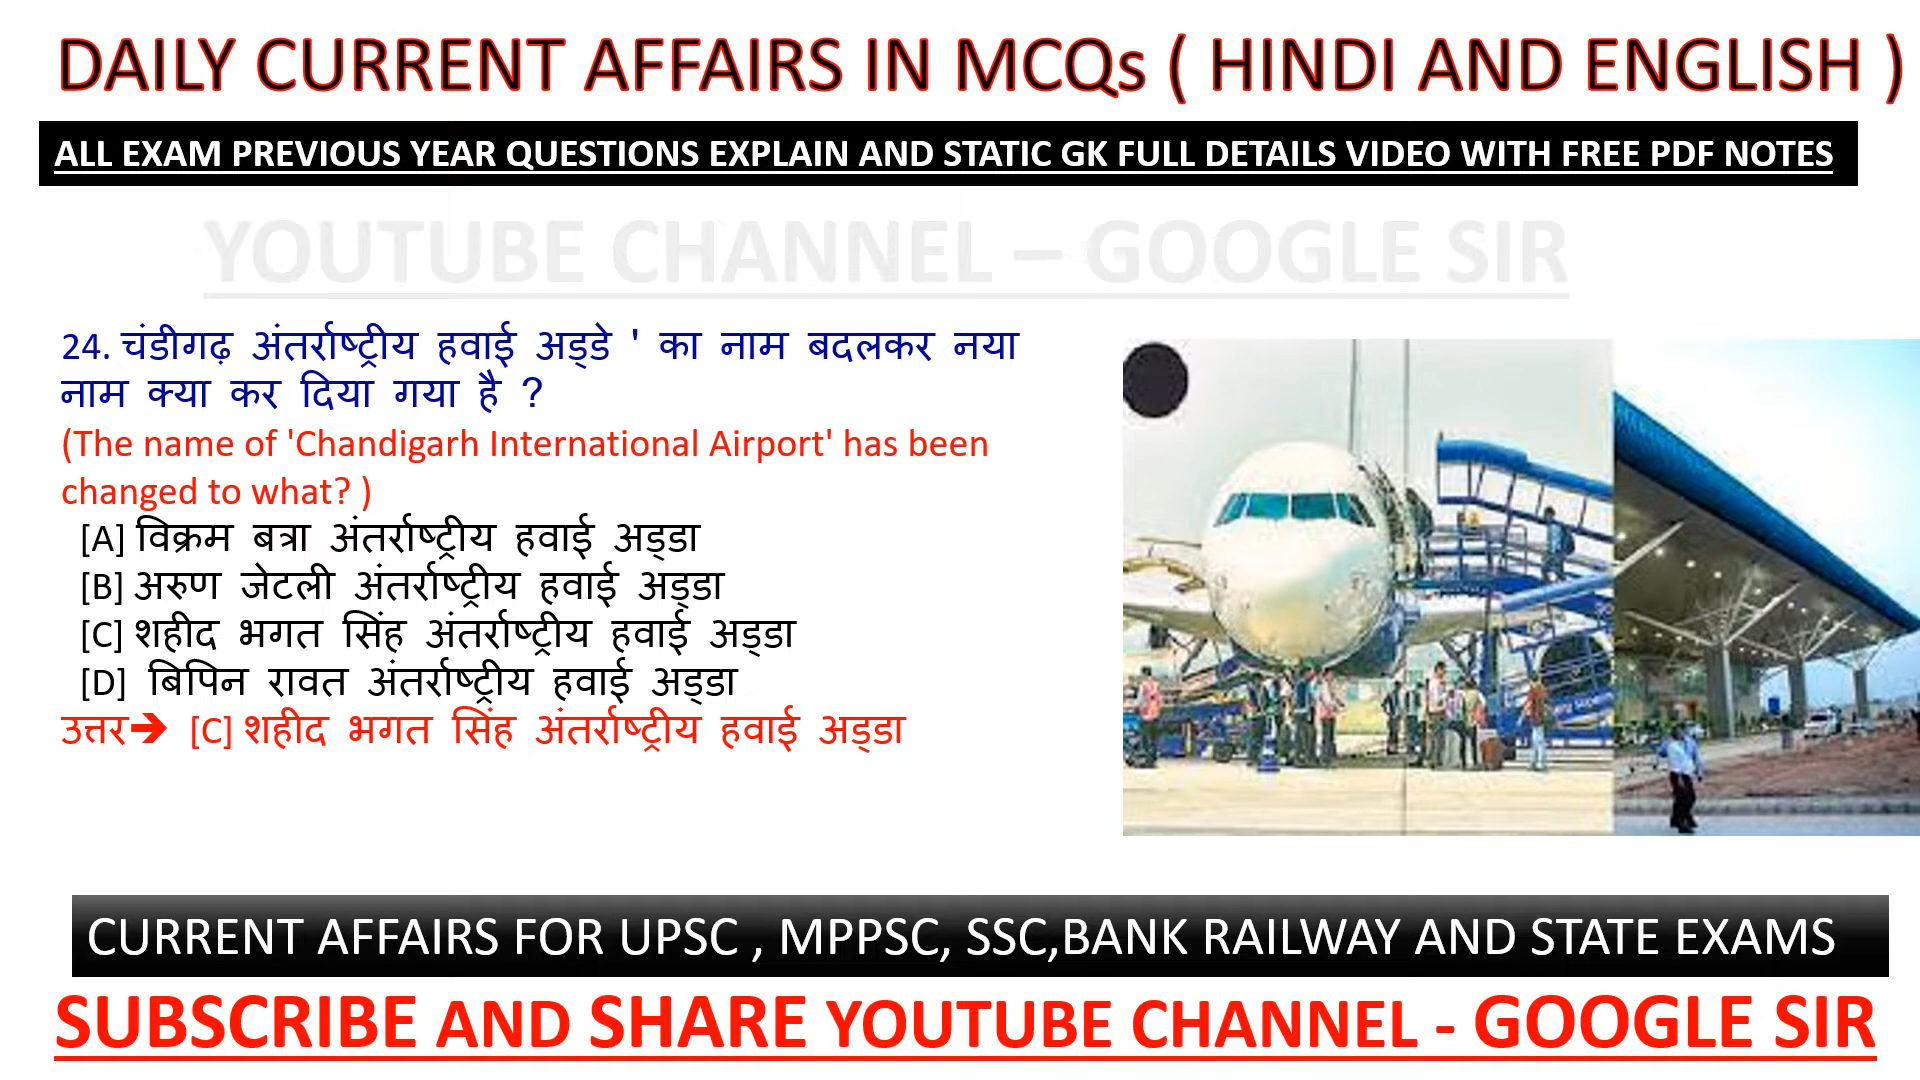 DAILY CURRENT AFFAIRS IN MCQs ( HINDI AND ENGLISH )
ALL EXAM PREVIOUS YEAR QUESTIONS EXPLAIN AND STATIC GK FULL DETAILS VIDEO WITH FREE PDF NOTES
YOUTUBE CHANNEL – GOOGLE SIR
24. चंडीगढ़ अंतर्राष्ट्रीय हवाई अड्डे ' का नाम बदलकर नया
नाम क्या कर दिया गया है ?
(The name of 'Chandigarh International Airport' has been
changed to what? )
[A] विक्रम बत्रा अंतर्राष्ट्रीय हवाई अड्डा
[B] अरुण जेटली अंतर्राष्ट्रीय हवाई अड्डा
[C] शहीद भगत सिंह अंतर्राष्ट्रीय हवाई अड्डा
[D] बिपिन रावत अंतर्राष्ट्रीय हवाई अड्डा
उत्तर➔ [C] शहीद भगत सिंह अंतर्राष्ट्रीय हवाई अड्डा
CURRENT AFFAIRS FOR UPSC , MPPSC, SSC,BANK RAILWAY AND STATE EXAMS
SUBSCRIBE AND SHARE YOUTUBE CHANNEL - GOOGLE SIR